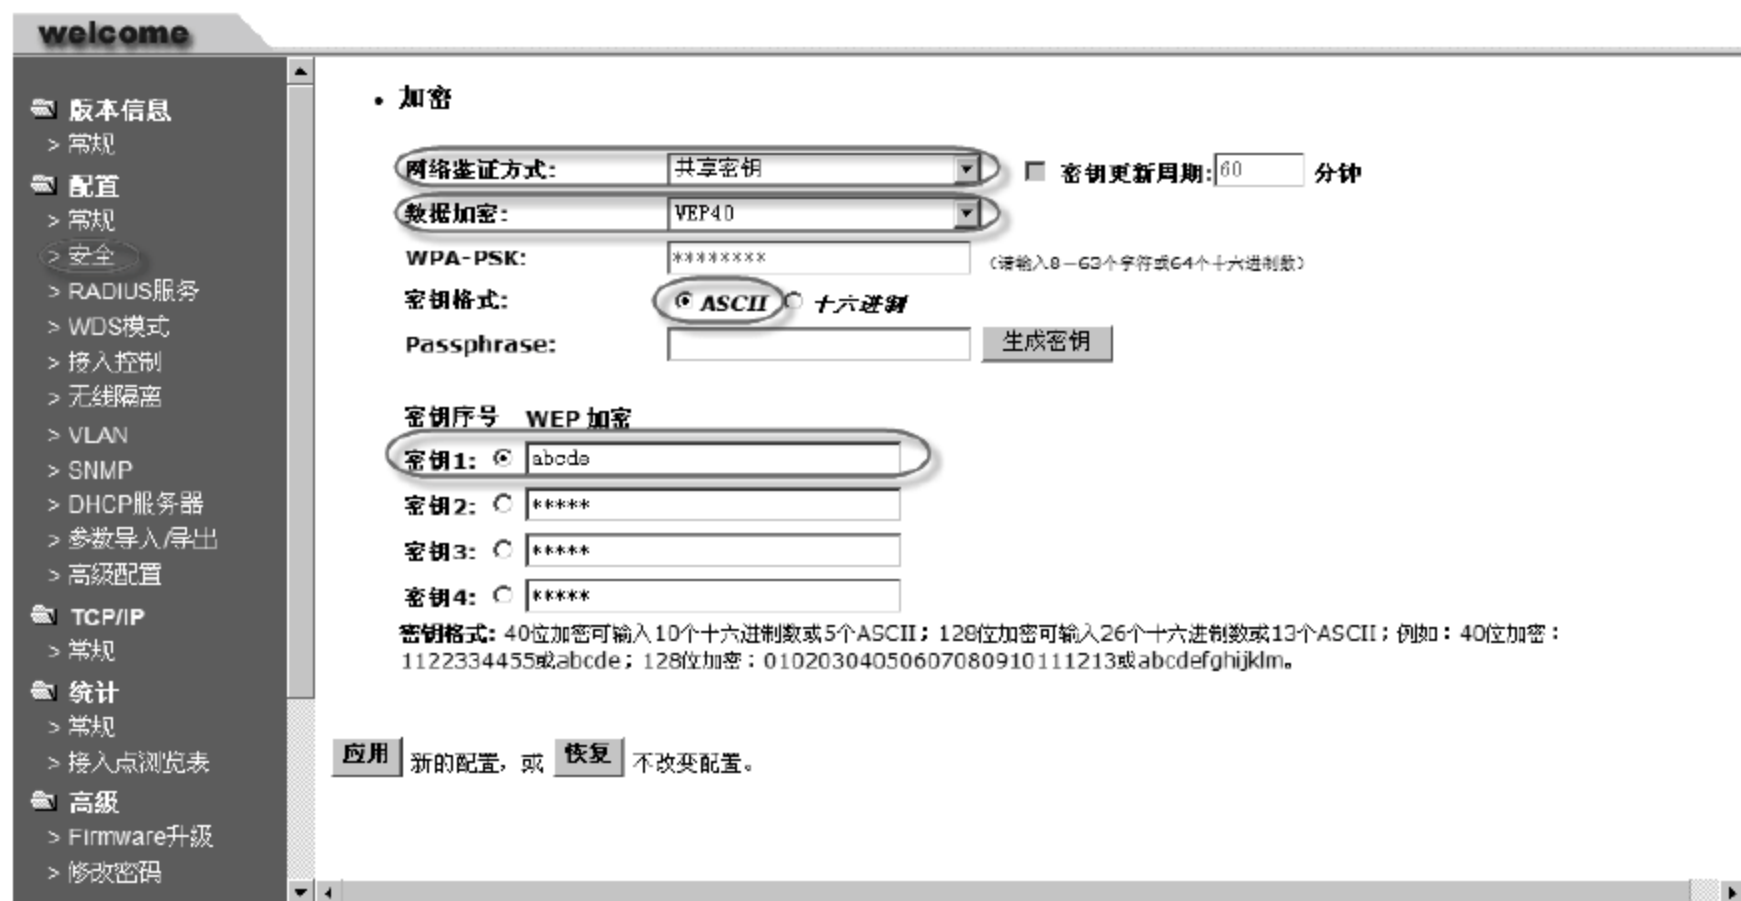 welcome
版本信息
> 常规
配置
> 常规
> 安全
> RADIUS服务
> WDS模式
> 接入控制
> 无线隔离
> VLAN
> SNMP
> DHCP服务器
> 参数导入/导出
> 高级配置
TCP/IP
> 常规
统计
> 常规
> 接入点浏览表
高级
> Firmware升级
> 修改密码
• 加密
网络鉴证方式: 共享密钥 密钥更新周期: 60 分钟
数据加密: WEP40
WPA-PSK: ******** (请输入8－63个字符或64个十六进制数)
密钥格式: ASCII 十六进制
Passphrase: 生成密钥
密钥序号 WEP 加密
密钥1: abcde
密钥2: *****
密钥3: *****
密钥4: *****
密钥格式: 40位加密可输入10个十六进制数或5个ASCII；128位加密可输入26个十六进制数或13个ASCII；例如：40位加密：
1122334455或abcde；128位加密：01020304050607080910111213或abcdefghijklm。
应用 新的配置，或 恢复 不改变配置。